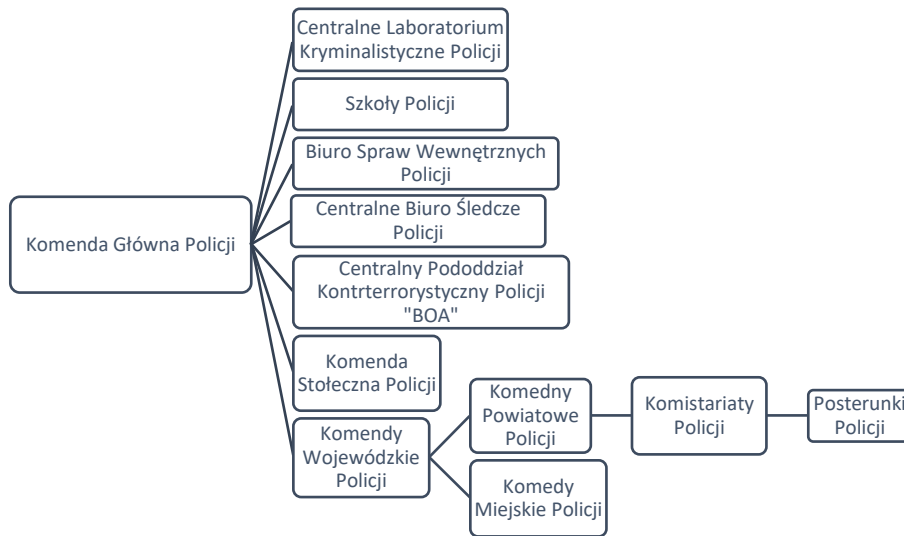 Centralne Laboratorium
Kryminalistyczne Policji
Szkoły Policji
Biuro Spraw Wewnętrznych
Policji
Centralne Biuro Śledcze
Policji
Komenda Główna Policji
Centralny Pododdział
Kontrterrorystyczny Policji
"BOA"
Komenda
Stołeczna Policji
Komendy
Wojewódzkie
Policji
Komedny
Powiatowe
Policji
Komistariaty
Policji
Posterunki
Policji
Komedy
Miejskie Policji